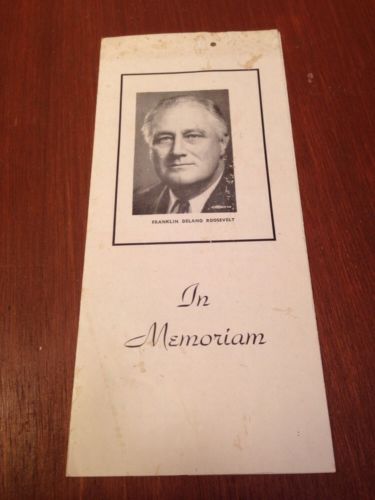 FRANKLIN DELANO ROOSEVELT
In
Memoriam